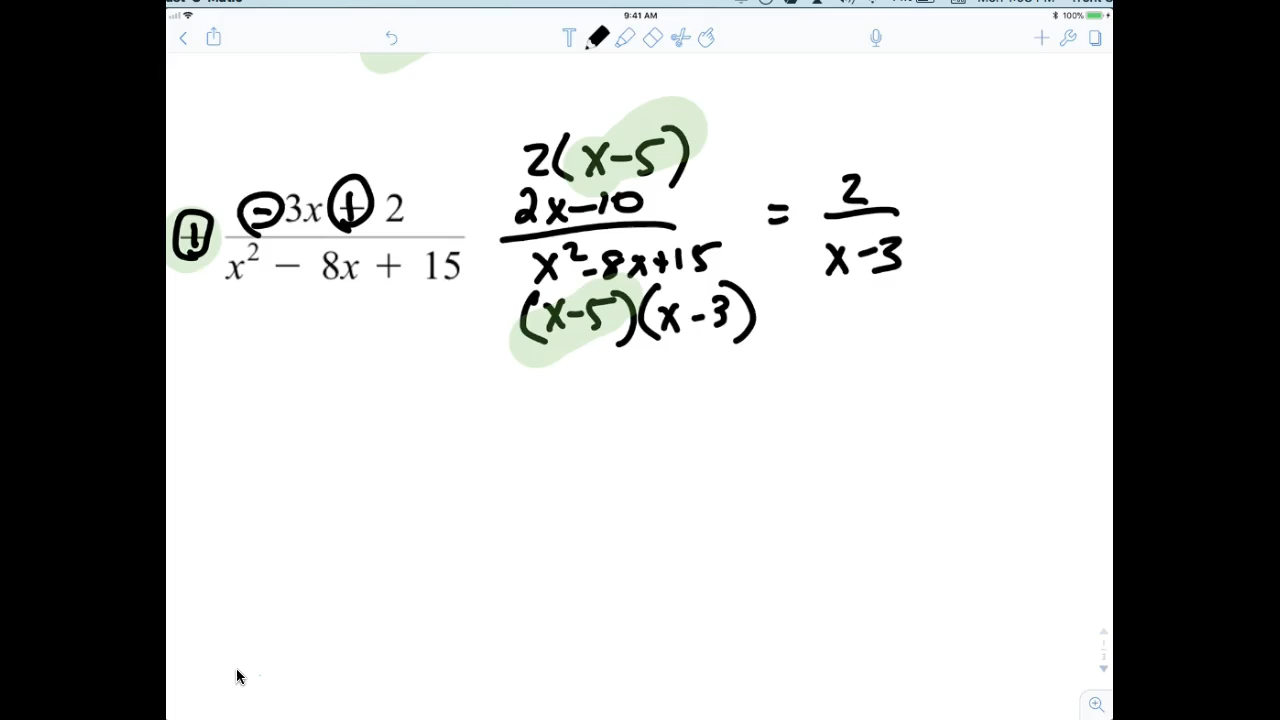 9:41 AM
100%
T
2(x-5)
+ -3x + 2
2x-10
= 2
x² - 8x + 15
x²-8x+15
x-3
(x-5)(x-3)